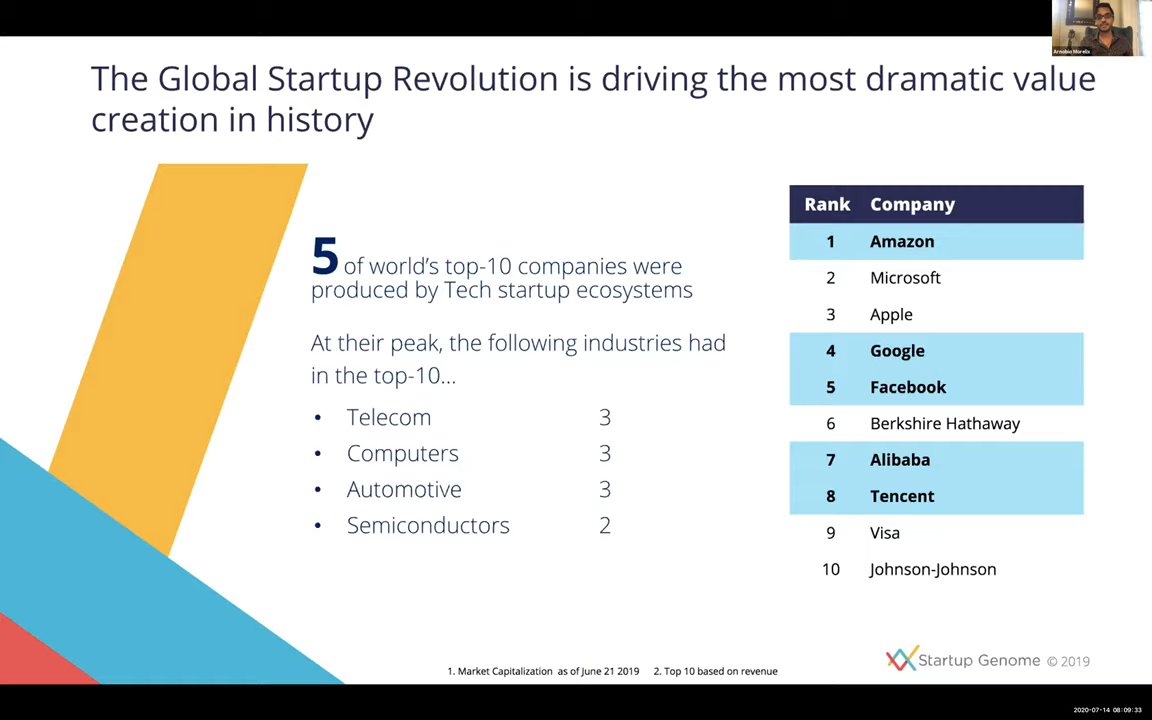 Arnobio Morelix
The Global Startup Revolution is driving the most dramatic value
creation in history
5 of world's top-10 companies were
produced by Tech startup ecosystems
At their peak, the following industries had
in the top-10...
• Telecom 3
• Computers 3
• Automotive 3
• Semiconductors 2
Rank Company
1 Amazon
2 Microsoft
3 Apple
4 Google
5 Facebook
6 Berkshire Hathaway
7 Alibaba
8 Tencent
9 Visa
10 Johnson-Johnson
Startup Genome © 2019
1. Market Capitalization as of June 21 2019 2. Top 10 based on revenue
2020-07-14 08:09:33